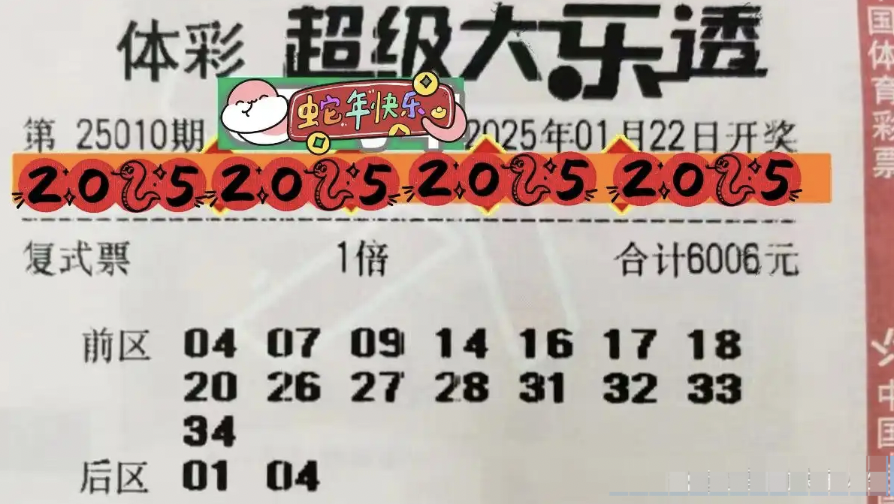 体彩 超级大乐透
蛇年快乐
第 25010期 2025年01月22日开奖
2025 2025 2025 2025
复式票 1倍 合计6006元
前区 04 07 09 14 16 17 18
20 26 27 28 31 32 33
34
后区 01 04
国体育彩票
中国